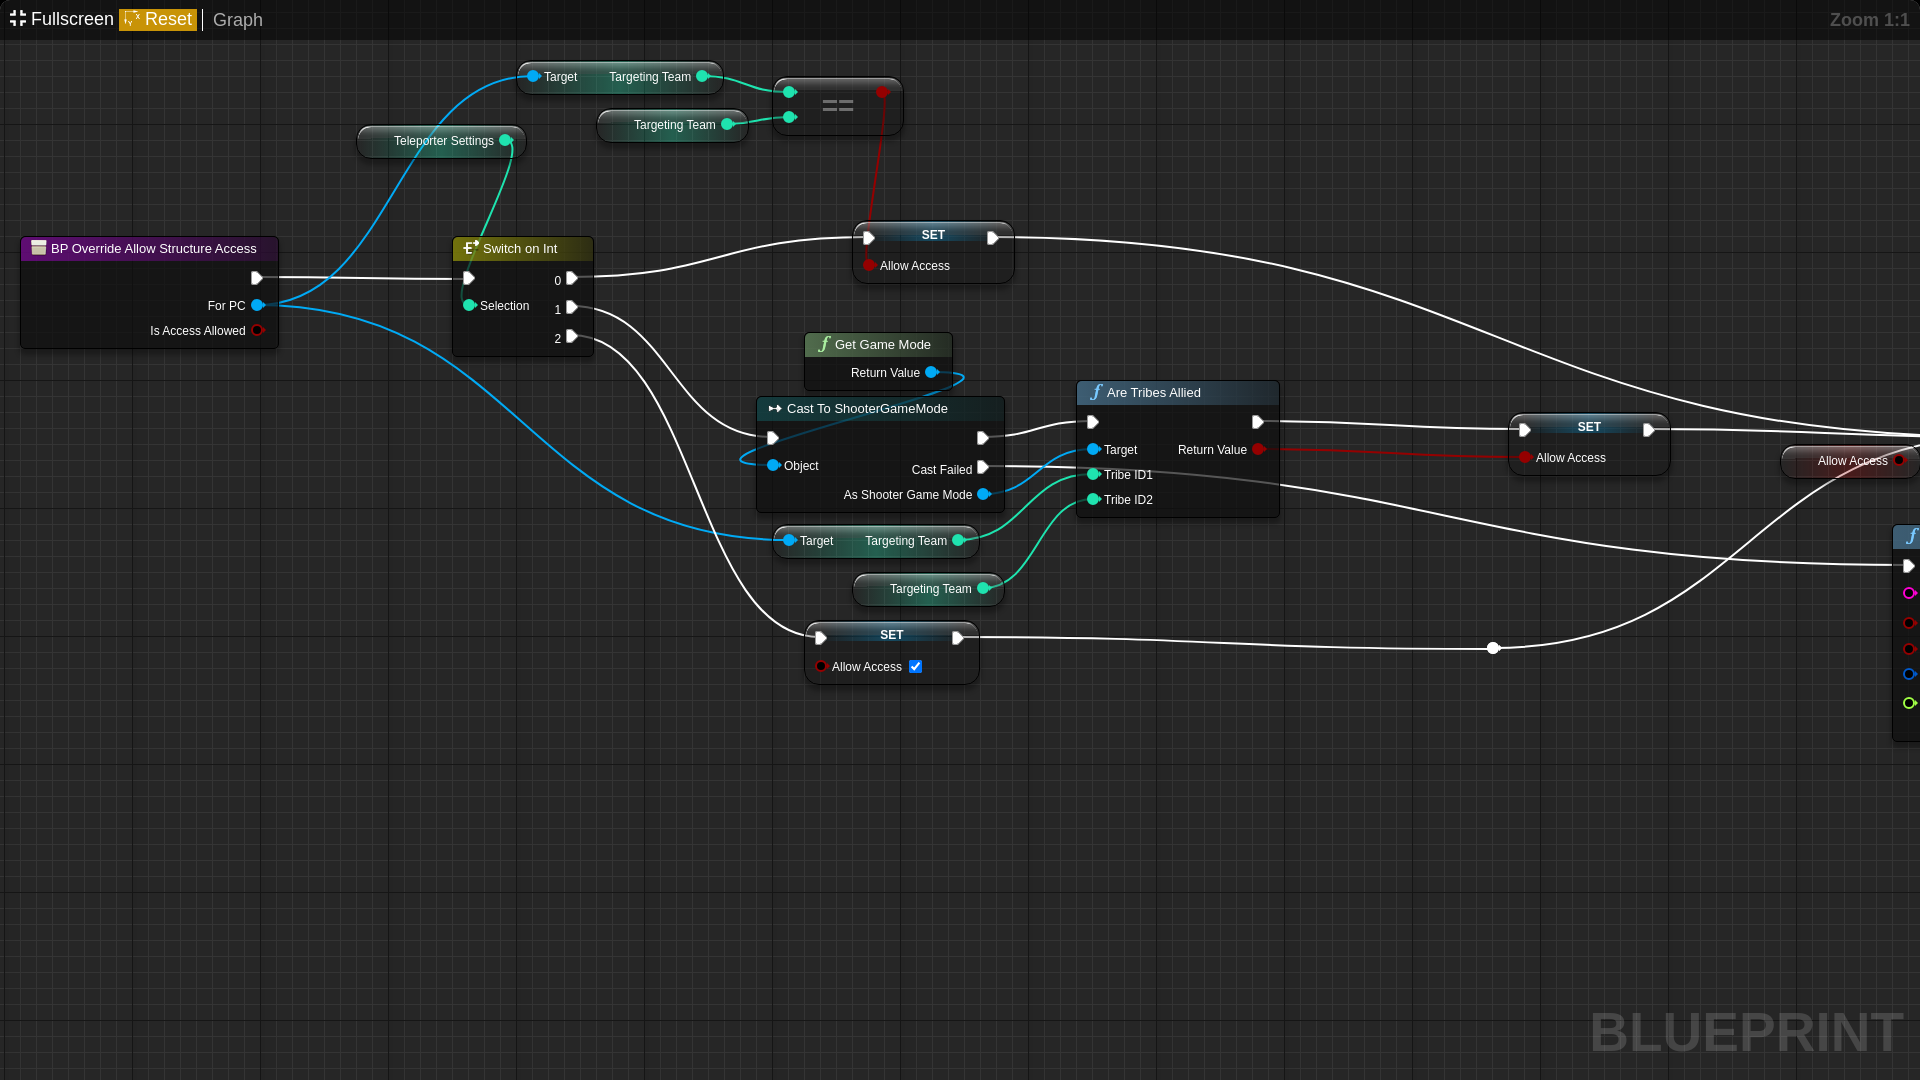 Fullscreen Reset Graph
Zoom 1:1
Target Targeting Team
Targeting Team
==
Teleporter Settings
BP Override Allow Structure Access
For PC
Is Access Allowed
Switch on Int
0
Selection
1
2
SET
Allow Access
Get Game Mode
Return Value
Cast To ShooterGameMode
Object
Cast Failed
As Shooter Game Mode
Are Tribes Allied
Target Return Value
Tribe ID1
Tribe ID2
SET
Allow Access
Allow Access
Target Targeting Team
Targeting Team
SET
Allow Access
BLUEPRINT